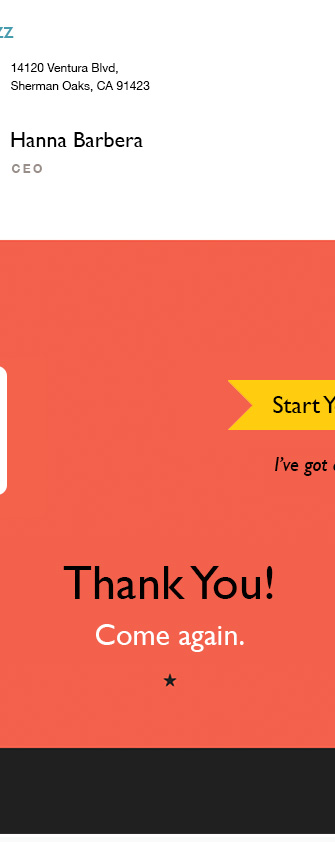 zz
14120 Ventura Blvd,
Sherman Oaks, CA 91423
Hanna Barbera
CEO
Start Y
I've got
Thank You!
Come again.